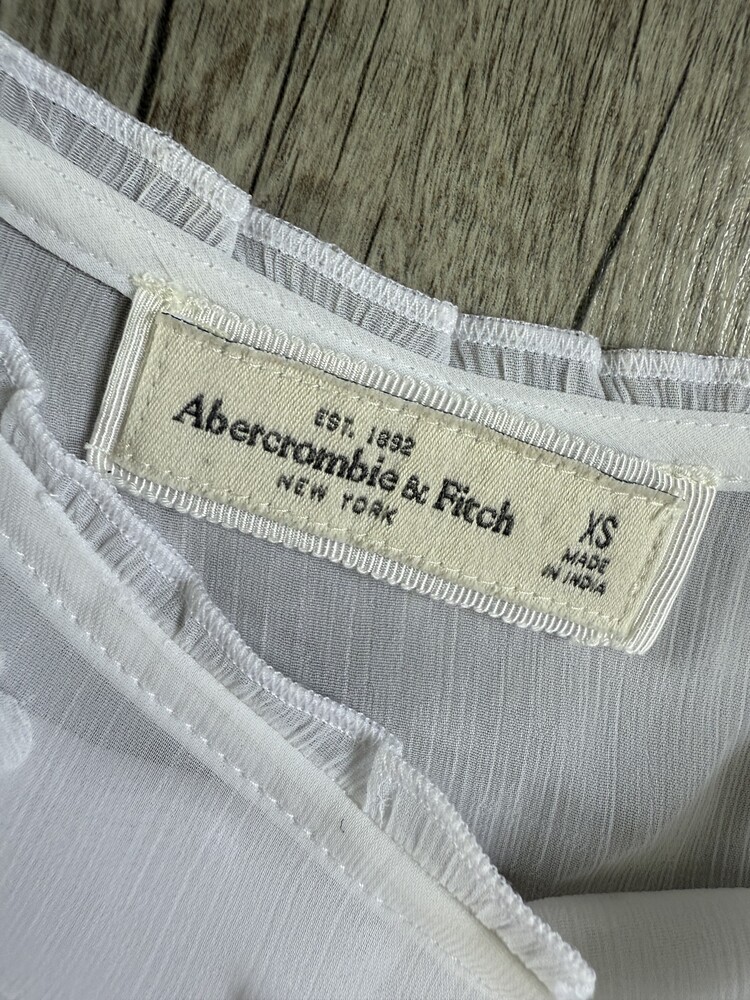 EST. 1892
Abercrombie & Fitch
NEW YORK
XS
MADE
IN INDIA